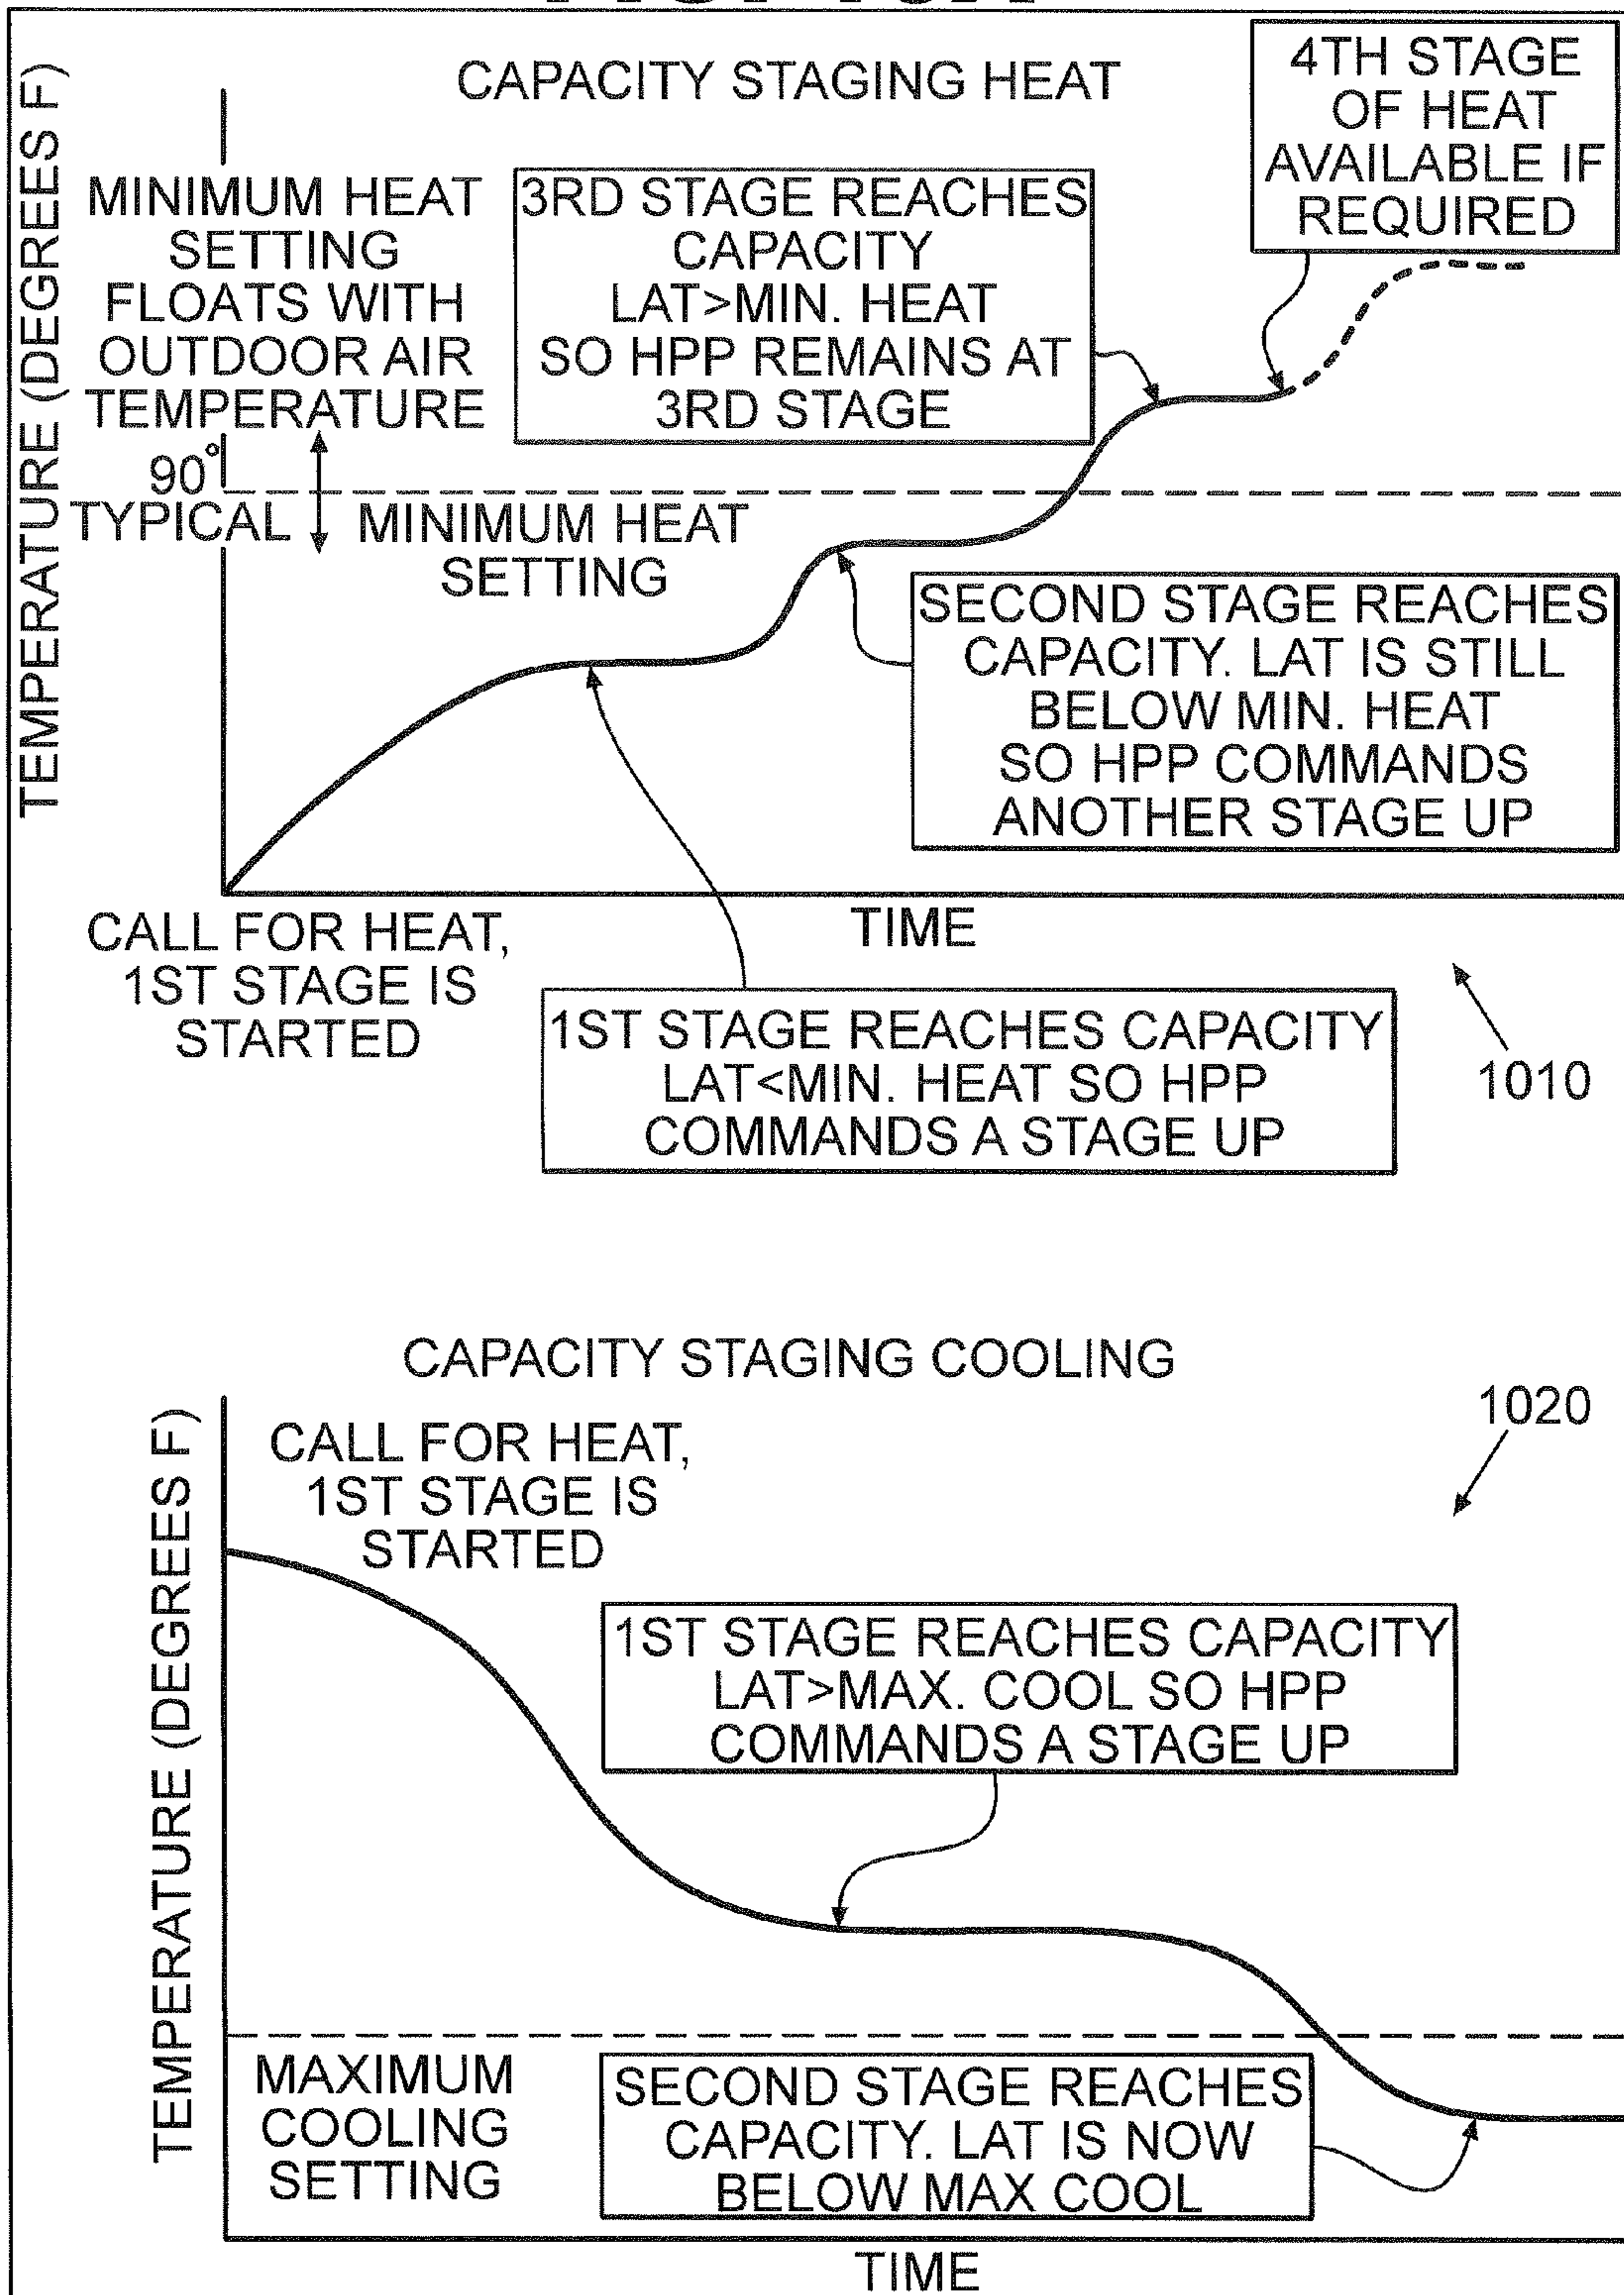 CAPACITY STAGING HEAT
4TH STAGE
OF HEAT
AVAILABLE IF
REQUIRED
TEMPERATURE (DEGREES F)
MINIMUM HEAT
SETTING
FLOATS WITH
OUTDOOR AIR
TEMPERATURE
3RD STAGE REACHES
CAPACITY
LAT>MIN. HEAT
SO HPP REMAINS AT
3RD STAGE
90°
TYPICAL
MINIMUM HEAT
SETTING
SECOND STAGE REACHES
CAPACITY. LAT IS STILL
BELOW MIN. HEAT
SO HPP COMMANDS
ANOTHER STAGE UP
TIME
CALL FOR HEAT,
1ST STAGE IS
STARTED
1ST STAGE REACHES CAPACITY
LAT<MIN. HEAT SO HPP
COMMANDS A STAGE UP
1010
CAPACITY STAGING COOLING
1020
TEMPERATURE (DEGREES F)
CALL FOR HEAT,
1ST STAGE IS
STARTED
1ST STAGE REACHES CAPACITY
LAT>MAX. COOL SO HPP
COMMANDS A STAGE UP
MAXIMUM
COOLING
SETTING
SECOND STAGE REACHES
CAPACITY. LAT IS NOW
BELOW MAX COOL
TIME